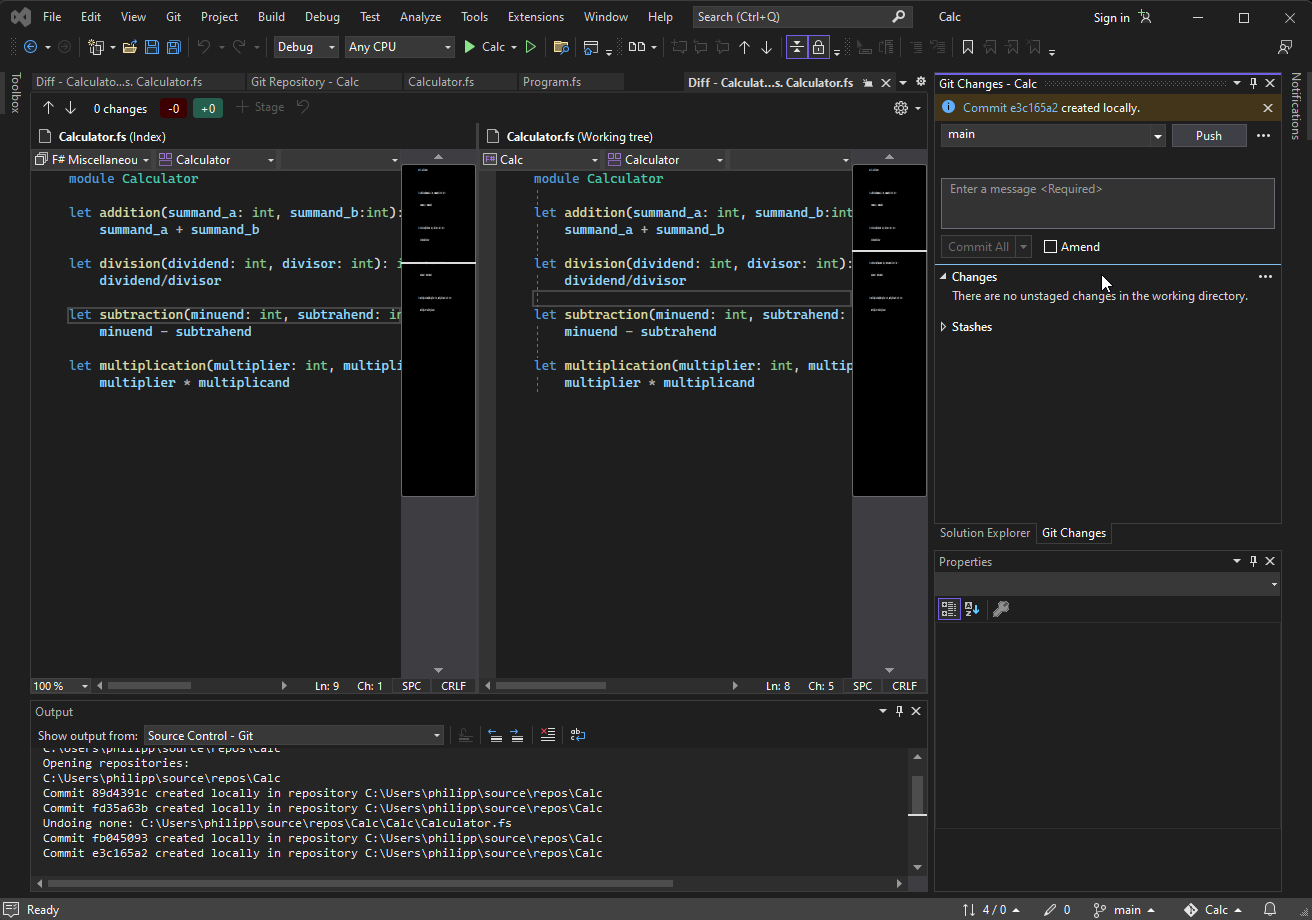 File Edit View Git Project Build Debug Test Analyze Tools Extensions Window Help Search (Ctrl+Q) Calc Sign in
Debug Any CPU Calc
Toolbox
Diff - Calculato...s. Calculator.fs Git Repository - Calc Calculator.fs Program.fs Diff - Calculat...s. Calculator.fs
0 changes -0 +0 Stage
Calculator.fs (Index)
F# Miscellaneou Calculator
module Calculator
let addition(summand_a: int, summand_b:int):
summand_a + summand_b
let division(dividend: int, divisor: int): i
dividend/divisor
let subtraction(minuend: int, subtrahend: in
minuend - subtrahend
let multiplication(multiplier: int, multipli
multiplier * multiplicand
100 % Ln: 9 Ch: 1 SPC CRLF
Calculator.fs (Working tree)
F# Calc Calculator
module Calculator
let addition(summand_a: int, summand_b:int
summand_a + summand_b
let division(dividend: int, divisor: int):
dividend/divisor
let subtraction(minuend: int, subtrahend:
minuend - subtrahend
let multiplication(multiplier: int, multip
multiplier * multiplicand
Ln: 8 Ch: 5 SPC CRLF
Git Changes - Calc
Commit e3c165a2 created locally.
main Push
Enter a message <Required>
Commit All Amend
Changes
There are no unstaged changes in the working directory.
Stashes
Solution Explorer Git Changes
Properties
Notifications
Output
Show output from: Source Control - Git
C:\Users\philipp\source\repos\Calc
Opening repositories:
C:\Users\philipp\source\repos\Calc
Commit 89d4391c created locally in repository C:\Users\philipp\source\repos\Calc
Commit fd35a63b created locally in repository C:\Users\philipp\source\repos\Calc
Undoing none: C:\Users\philipp\source\repos\Calc\Calc\Calculator.fs
Commit fb045093 created locally in repository C:\Users\philipp\source\repos\Calc
Commit e3c165a2 created locally in repository C:\Users\philipp\source\repos\Calc
Ready 4 / 0 0 main Calc